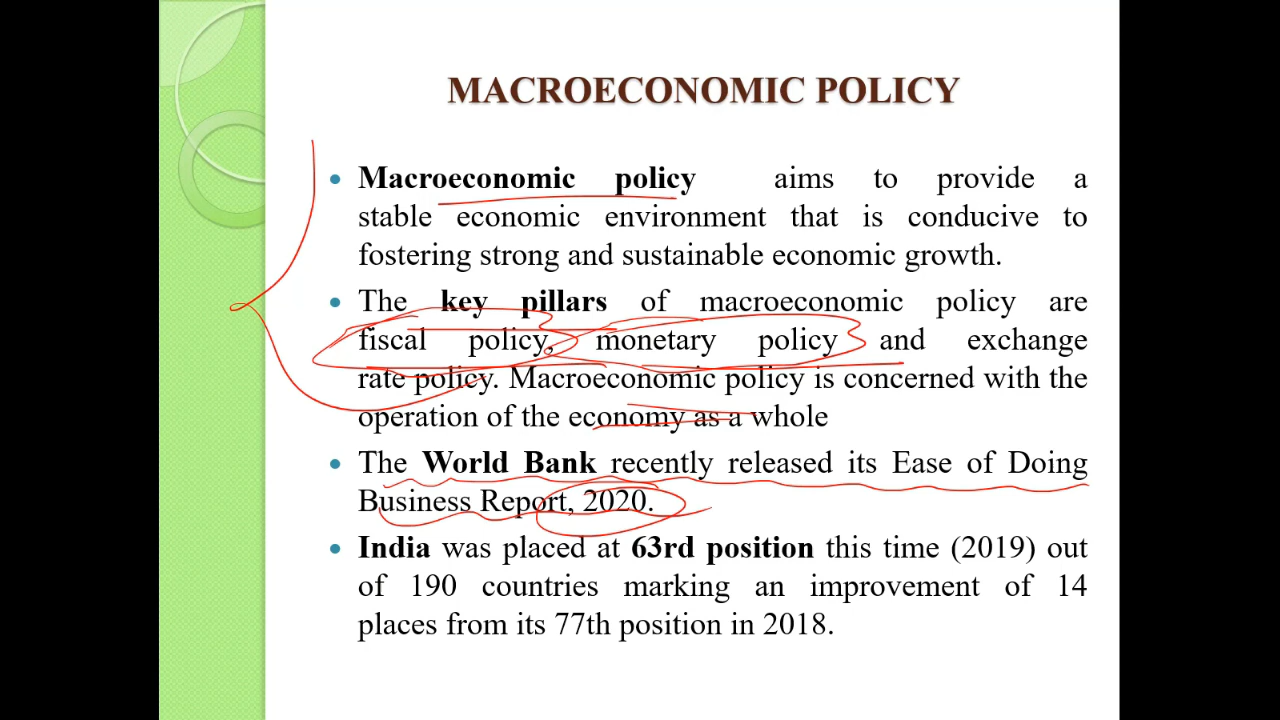 MACROECONOMIC POLICY
• Macroeconomic policy aims to provide a
stable economic environment that is conducive to
fostering strong and sustainable economic growth.
• The key pillars of macroeconomic policy are
fiscal policy, monetary policy and exchange
rate policy. Macroeconomic policy is concerned with the
operation of the economy as a whole
• The World Bank recently released its Ease of Doing
Business Report, 2020.
• India was placed at 63rd position this time (2019) out
of 190 countries marking an improvement of 14
places from its 77th position in 2018.